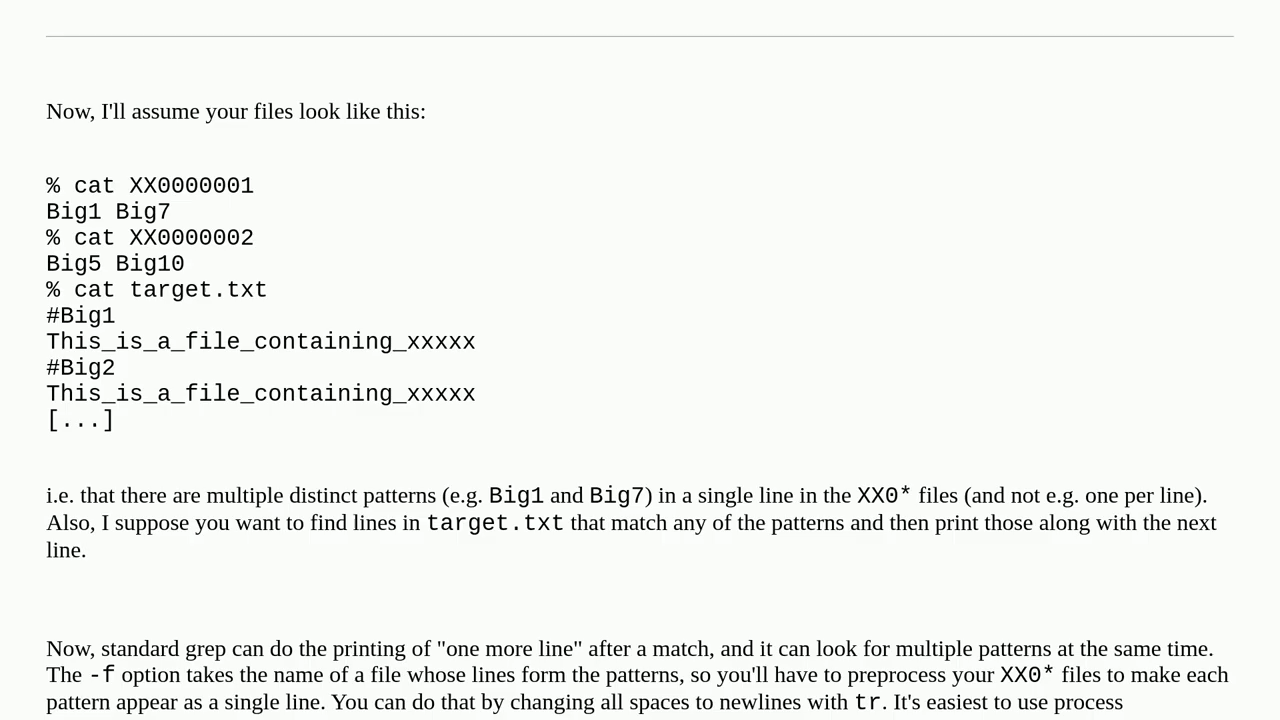 Now, I'll assume your files look like this:
% cat XX0000001
Big1 Big7
% cat XX0000002
Big5 Big10
% cat target.txt
#Big1
This_is_a_file_containing_xxxxx
#Big2
This_is_a_file_containing_xxxxx
[...]
i.e. that there are multiple distinct patterns (e.g. Big1 and Big7) in a single line in the XX0* files (and not e.g. one per line).
Also, I suppose you want to find lines in target.txt that match any of the patterns and then print those along with the next
line.
Now, standard grep can do the printing of "one more line" after a match, and it can look for multiple patterns at the same time.
The -f option takes the name of a file whose lines form the patterns, so you'll have to preprocess your XX0* files to make each
pattern appear as a single line. You can do that by changing all spaces to newlines with tr. It's easiest to use process